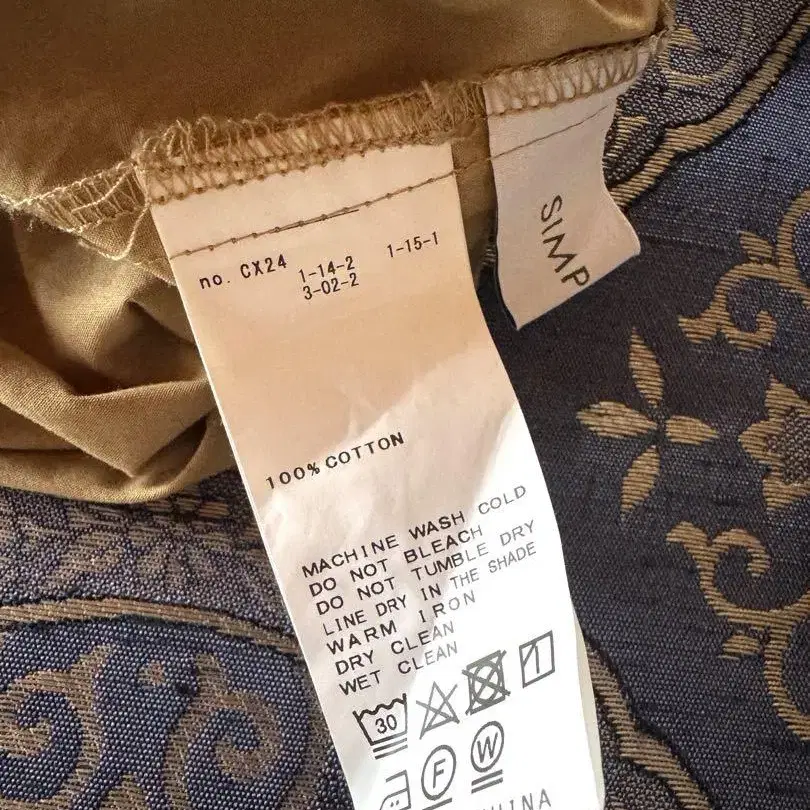 no. CX24 1-14-2 1-15-1
3-02-2
SIMP
100% COTTON
MACHINE WASH COLD
DO NOT BLEACH
DO NOT TUMBLE DRY
LINE DRY IN THE SHADE
WARM IRON
DRY CLEAN
WET CLEAN
30
F W